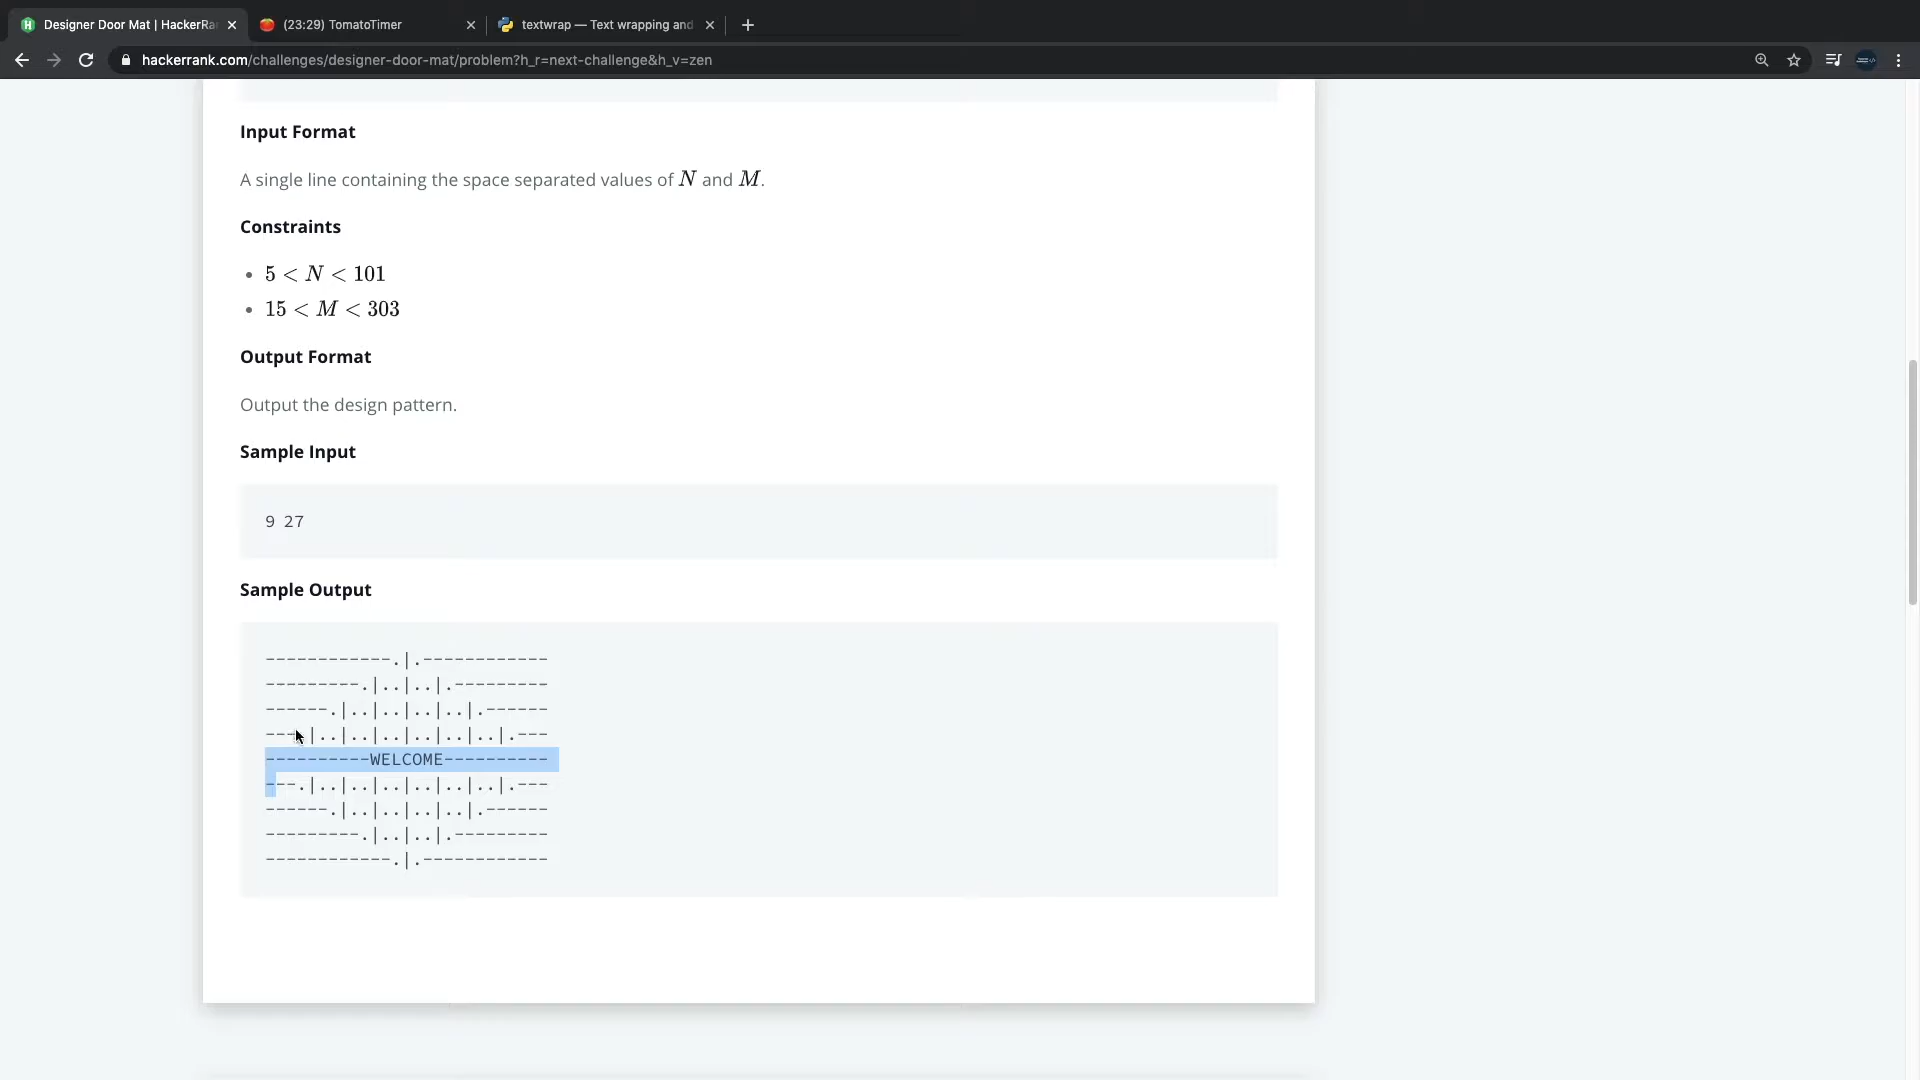 Designer Door Mat | HackerRa
(23:29) TomatoTimer
textwrap — Text wrapping and
hackerrank.com/challenges/designer-door-mat/problem?h_r=next-challenge&h_v=zen
Input Format
A single line containing the space separated values of N and M.
Constraints
• 5 < N < 101
• 15 < M < 303
Output Format
Output the design pattern.
Sample Input
9 27
Sample Output
------------.|.------------
---------.|..|..|.---------
------.|..|..|..|..|.------
---.|..|..|..|..|..|..|.---
----------WELCOME----------
---.|..|..|..|..|..|..|.---
------.|..|..|..|..|.------
---------.|..|..|.---------
------------.|.------------